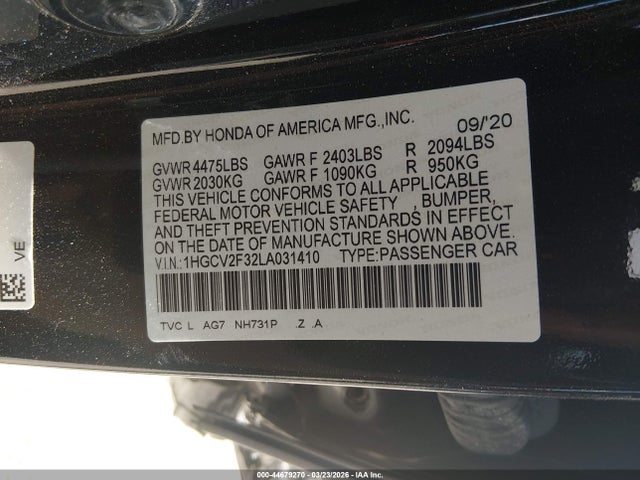 MFD.BY HONDA OF AMERICA MFG.,INC. 09/'20
GVWR 4475LBS GAWR F 2403LBS R 2094LBS
GVWR 2030KG GAWR F 1090KG R 950KG
THIS VEHICLE CONFORMS TO ALL APPLICABLE
FEDERAL MOTOR VEHICLE SAFETY , BUMPER,
AND THEFT PREVENTION STANDARDS IN EFFECT
ON THE DATE OF MANUFACTURE SHOWN ABOVE.
V.I.N.:1HGCV2F32LA031410 TYPE:PASSENGER CAR
TVC L AG7 NH731P .Z .A
VE
000-44679270 - 03/23/2026 - IAA Inc.